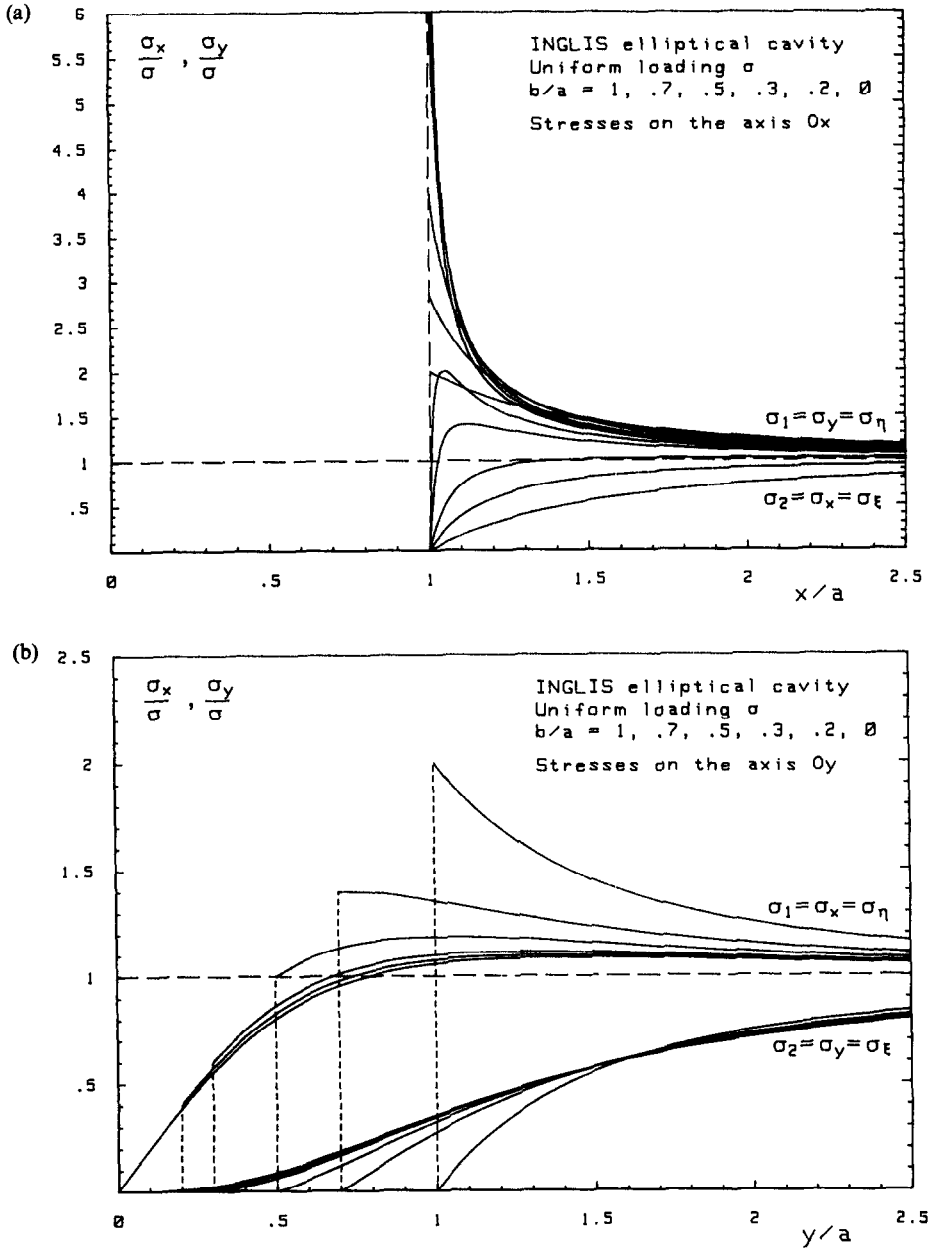 (a)
6
σx/σ , σy/σ
INGLIS elliptical cavity
Uniform loading σ
b/a = 1, .7, .5, .3, .2, 0
Stresses on the axis Ox
5.5
5
4.5
4
3.5
3
2.5
2
1.5
1
.5
σ1=σy=ση
σ2=σx=σξ
0 .5 1 1.5 2 2.5
x/a
(b)
2.5
σx/σ , σy/σ
INGLIS elliptical cavity
Uniform loading σ
b/a = 1, .7, .5, .3, .2, 0
Stresses on the axis Oy
2
1.5
1
.5
σ1=σx=ση
σ2=σy=σξ
0 .5 1 1.5 2 2.5
y/a